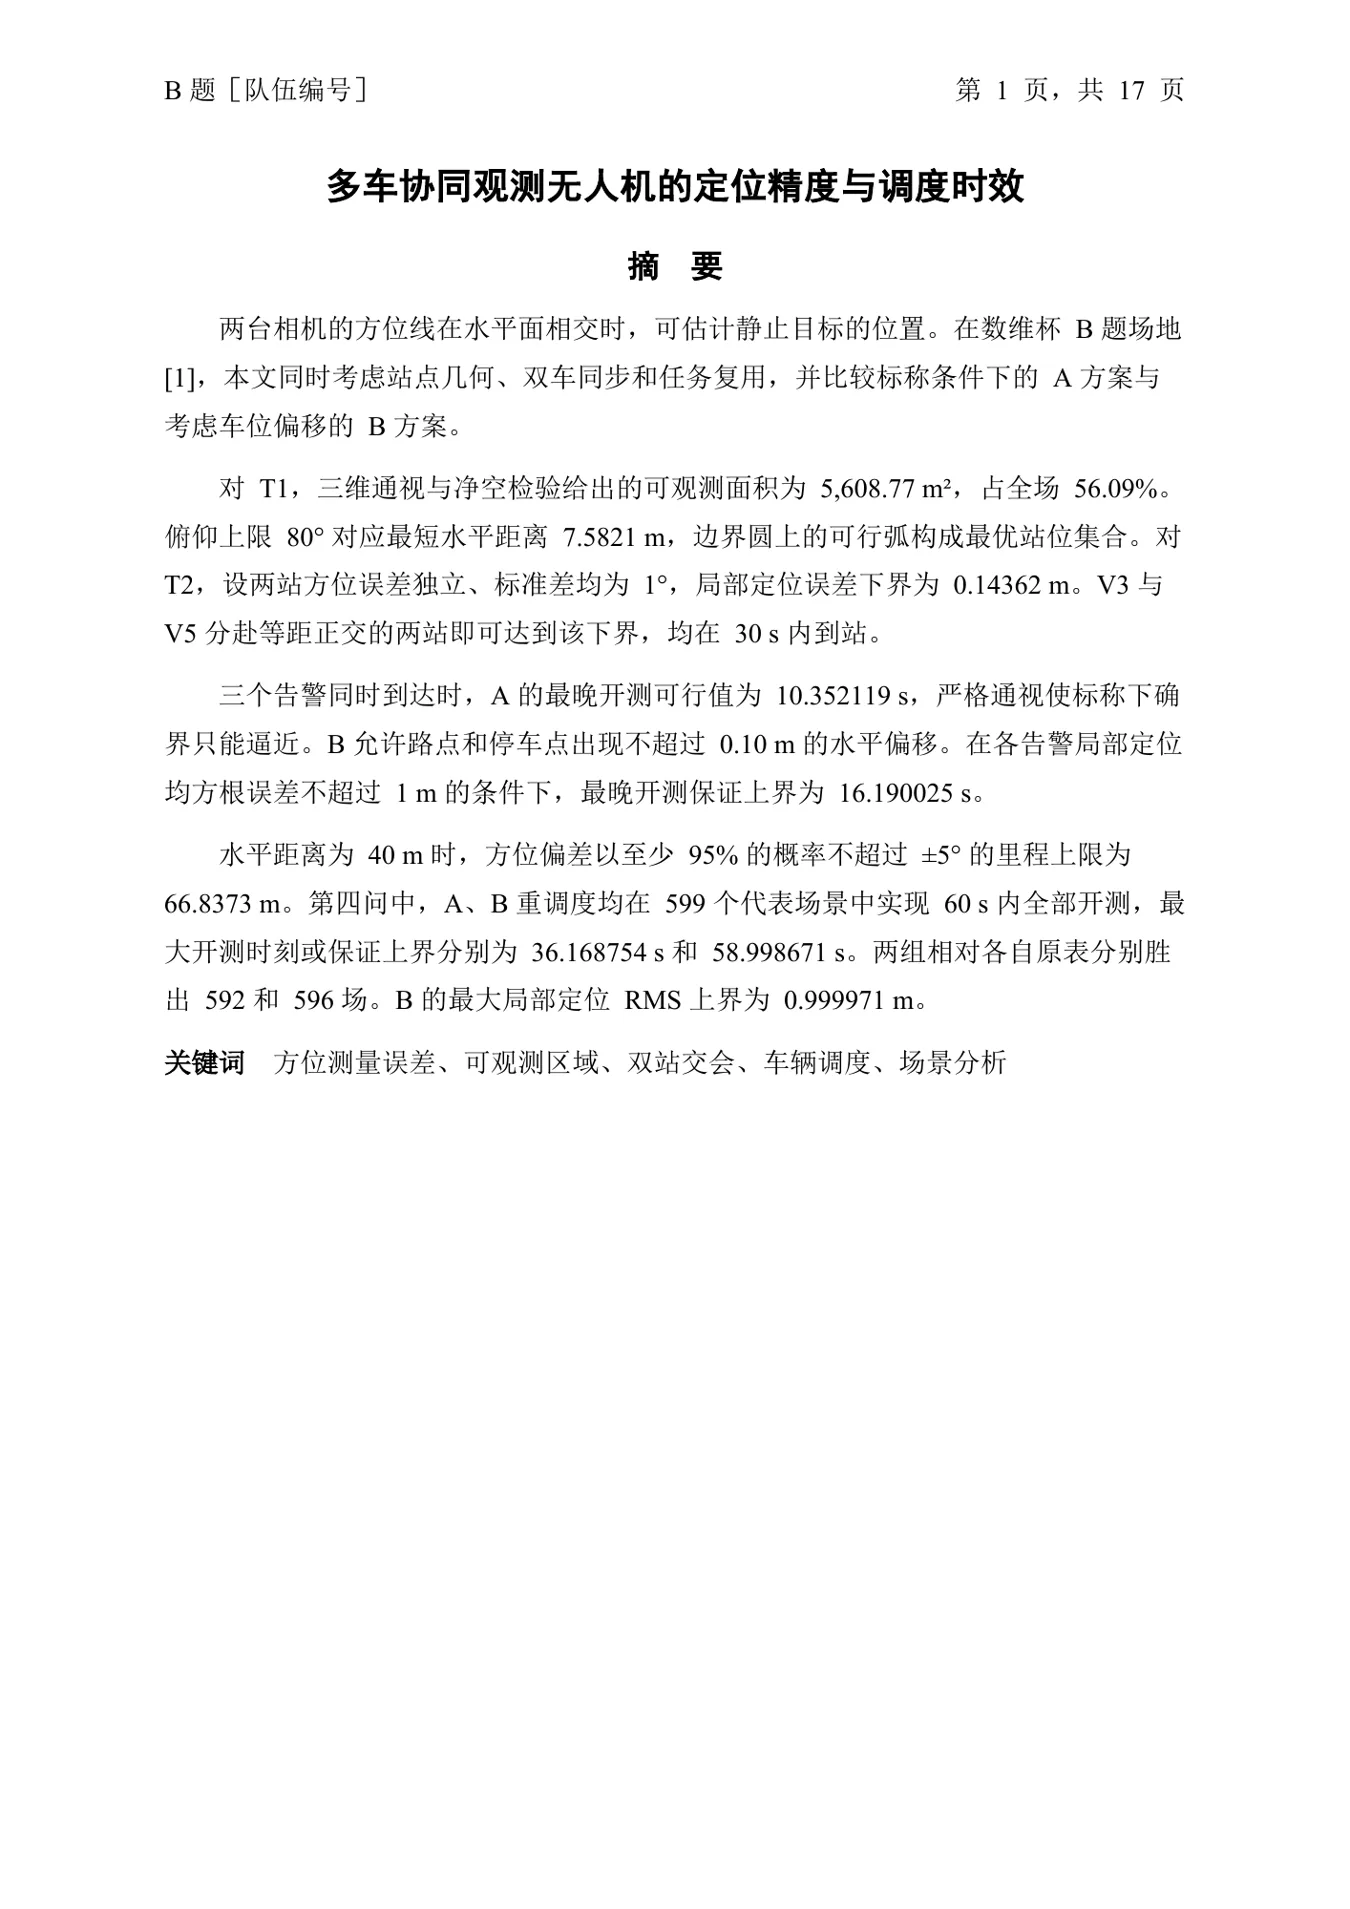 B 题［队伍编号］
第 1 页，共 17 页
多车协同观测无人机的定位精度与调度时效
摘 要
两台相机的方位线在水平面相交时，可估计静止目标的位置。在数维杯 B 题场地
[1]，本文同时考虑站点几何、双车同步和任务复用，并比较标称条件下的 A 方案与
考虑车位偏移的 B 方案。
对 T1，三维通视与净空检验给出的可观测面积为 5,608.77 m²，占全场 56.09%。
俯仰上限 80° 对应最短水平距离 7.5821 m，边界圆上的可行弧构成最优站位集合。对
T2，设两站方位误差独立、标准差均为 1°，局部定位误差下界为 0.14362 m。V3 与
V5 分赴等距正交的两站即可达到该下界，均在 30 s 内到站。
三个告警同时到达时，A 的最晚开测可行值为 10.352119 s，严格通视使标称下确
界只能逼近。B 允许路点和停车点出现不超过 0.10 m 的水平偏移。在各告警局部定位
均方根误差不超过 1 m 的条件下，最晚开测保证上界为 16.190025 s。
水平距离为 40 m 时，方位偏差以至少 95% 的概率不超过 ±5° 的里程上限为
66.8373 m。第四问中，A、B 重调度均在 599 个代表场景中实现 60 s 内全部开测，最
大开测时刻或保证上界分别为 36.168754 s 和 58.998671 s。两组相对各自原表分别胜
出 592 和 596 场。B 的最大局部定位 RMS 上界为 0.999971 m。
关键词 方位测量误差、可观测区域、双站交会、车辆调度、场景分析